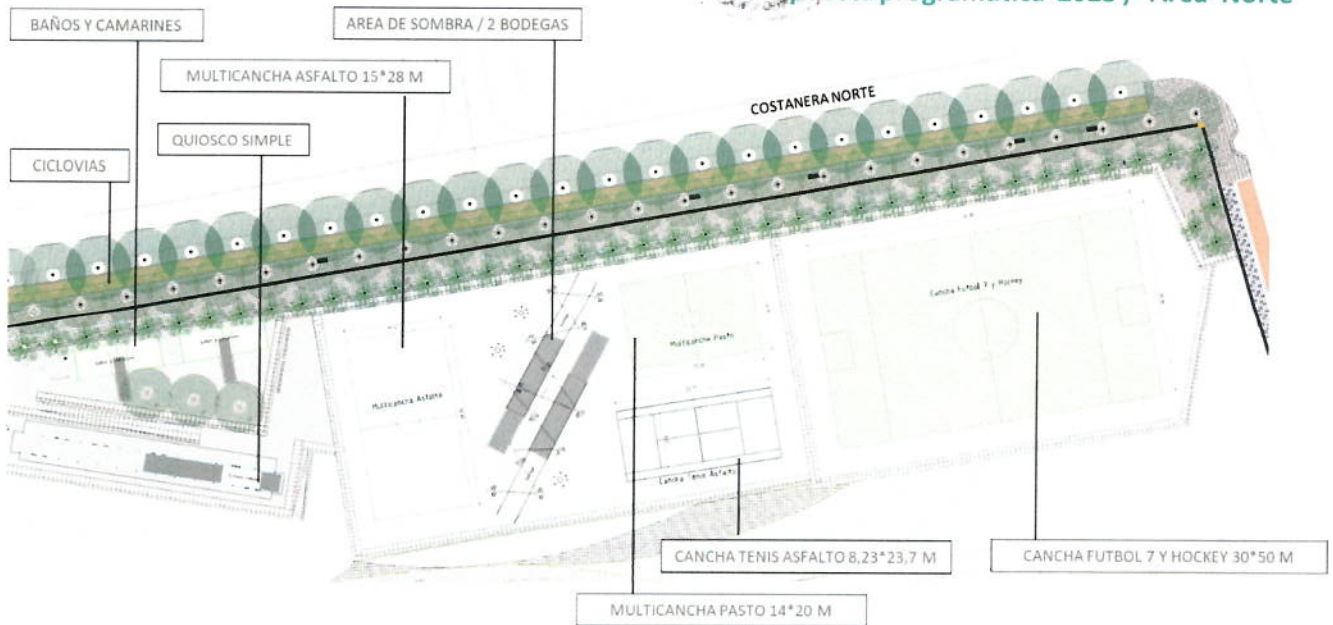 programática 2023 / Área Norte
BAÑOS Y CAMARINES
AREA DE SOMBRA / 2 BODEGAS
MULTICANCHA ASFALTO 15*28 M
COSTANERA NORTE
QUIOSCO SIMPLE
CICLOVIAS
Cancha Futbol 7 y Hockey
Multicancha Pasto
Multicancha Asfalto
Cancha Tenis Asfalto
CANCHA TENIS ASFALTO 8,23*23,7 M
CANCHA FUTBOL 7 Y HOCKEY 30*50 M
MULTICANCHA PASTO 14*20 M